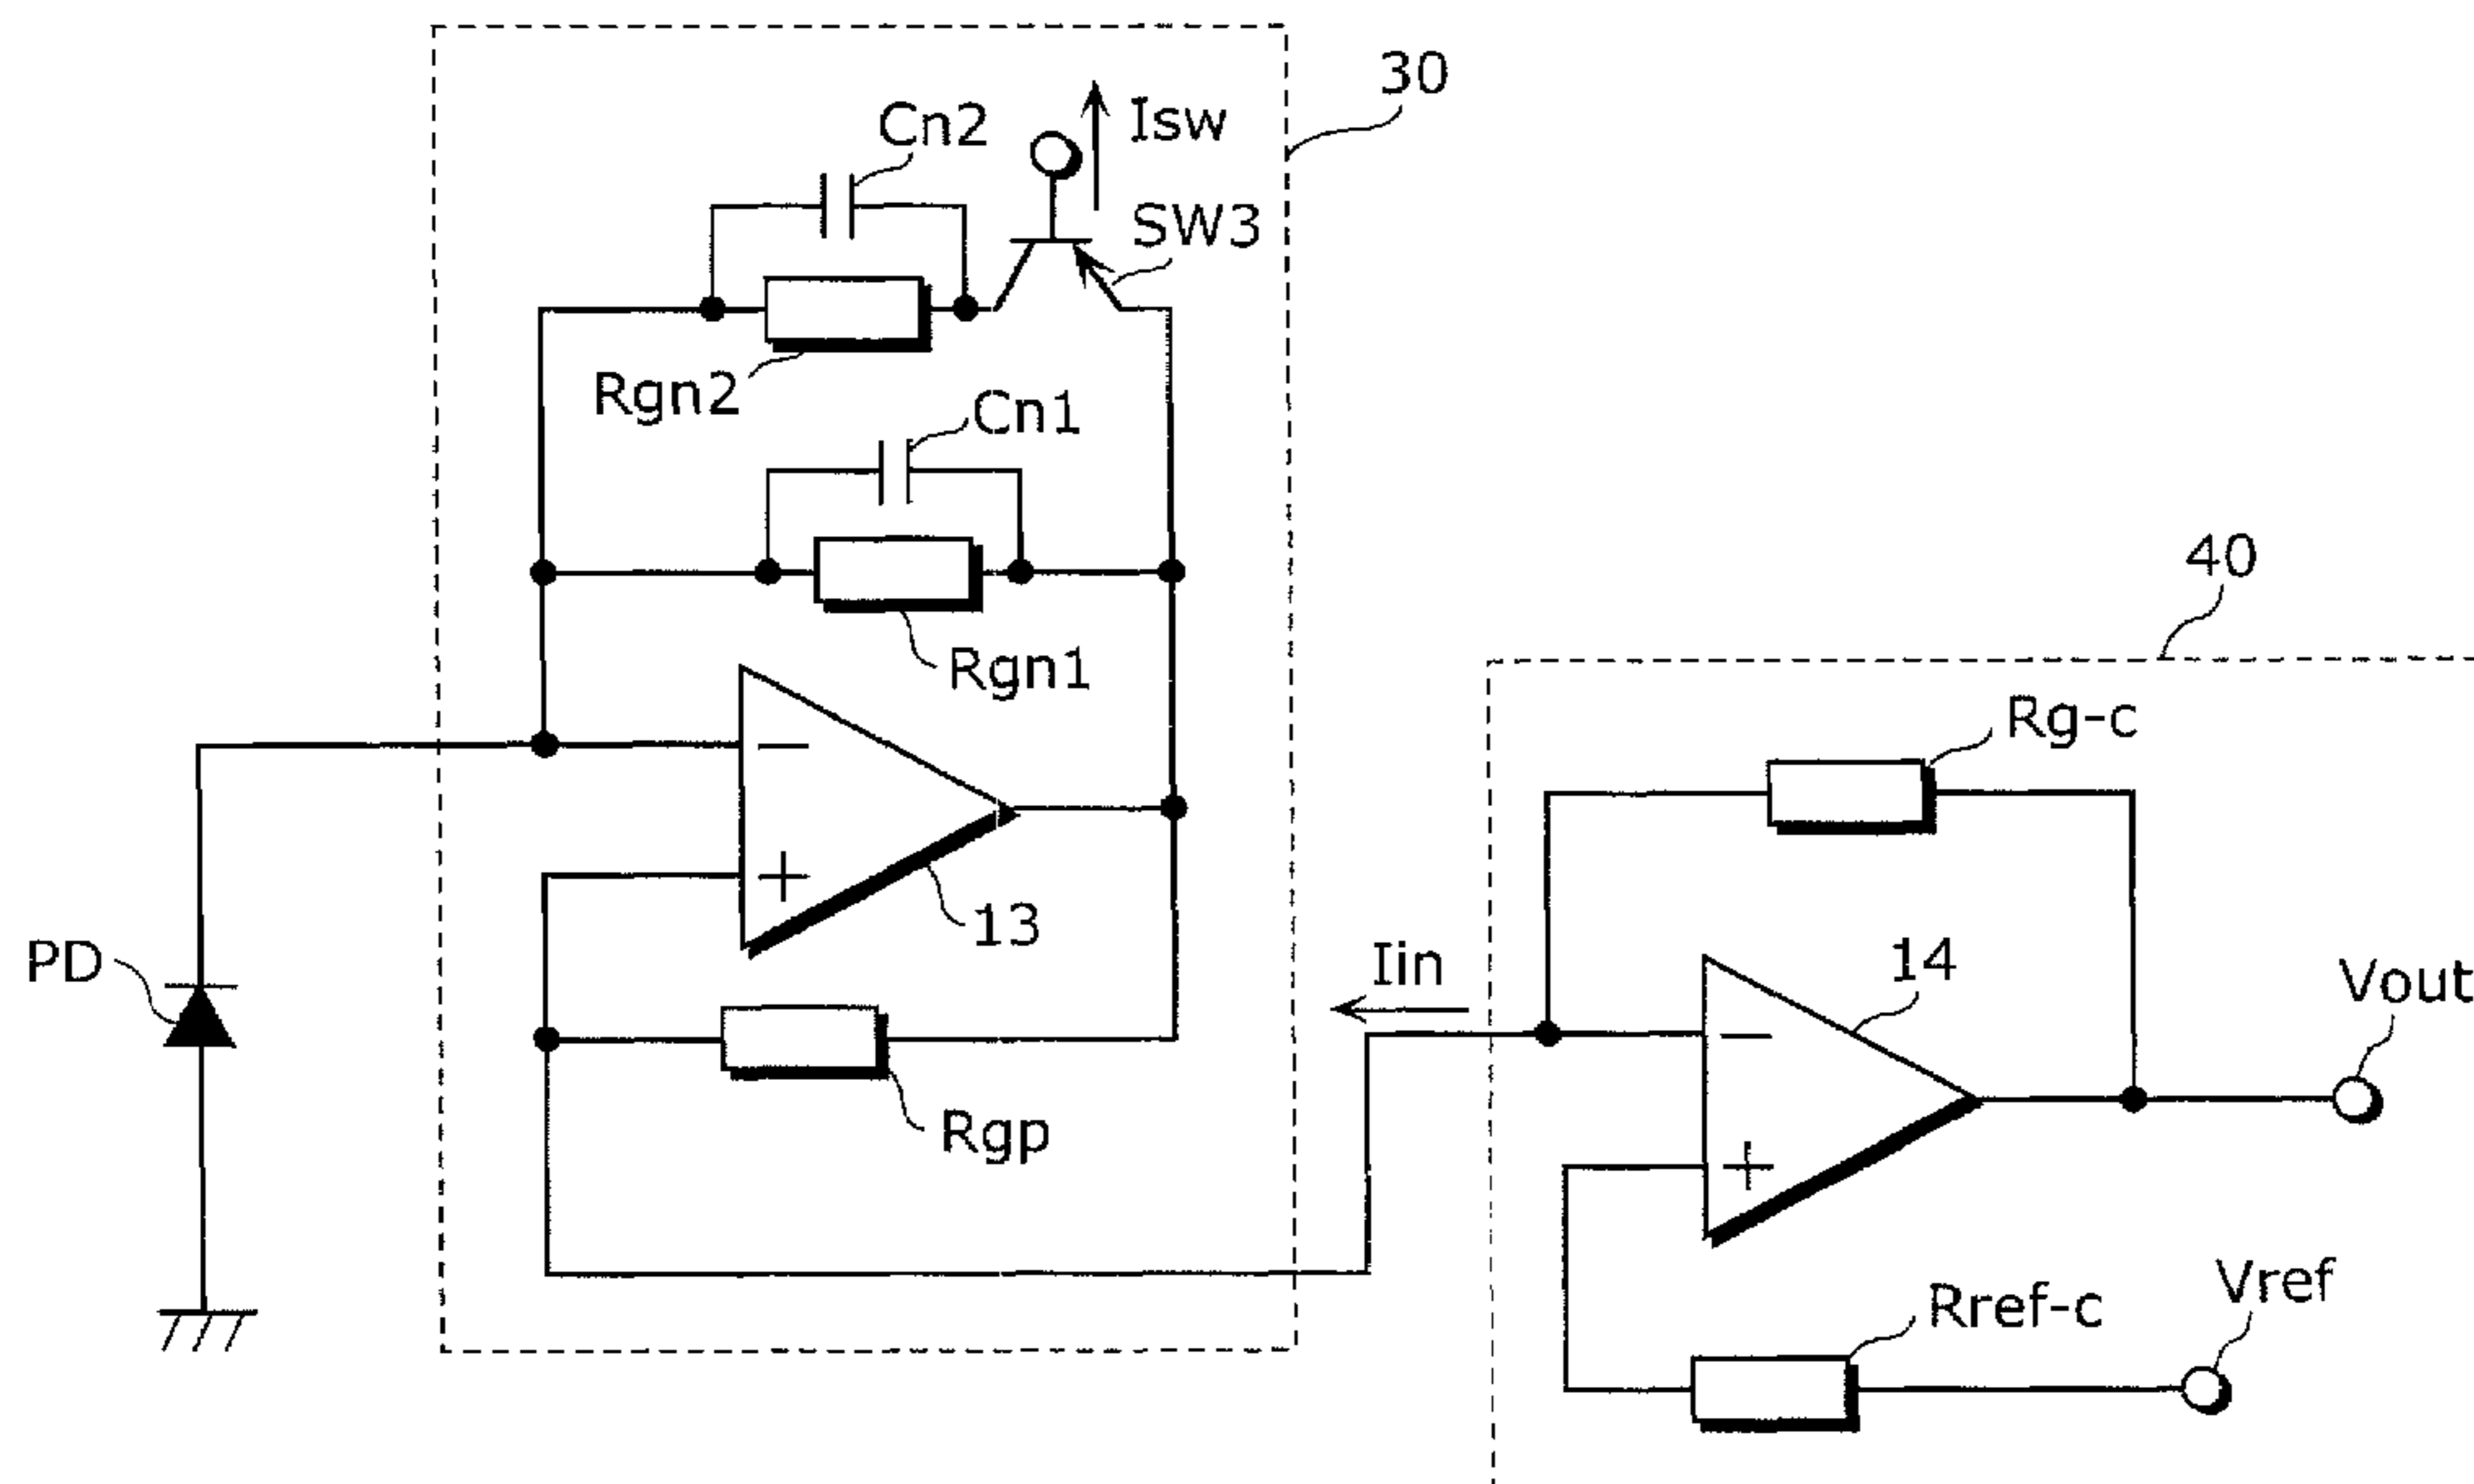 30
Cn2
Isw
SW3
Rgn2
Cn1
Rgn1
40
Rg-c
−
+
13
PD
Iin
14
Vout
−
+
Rgp
Rref-c
Vref